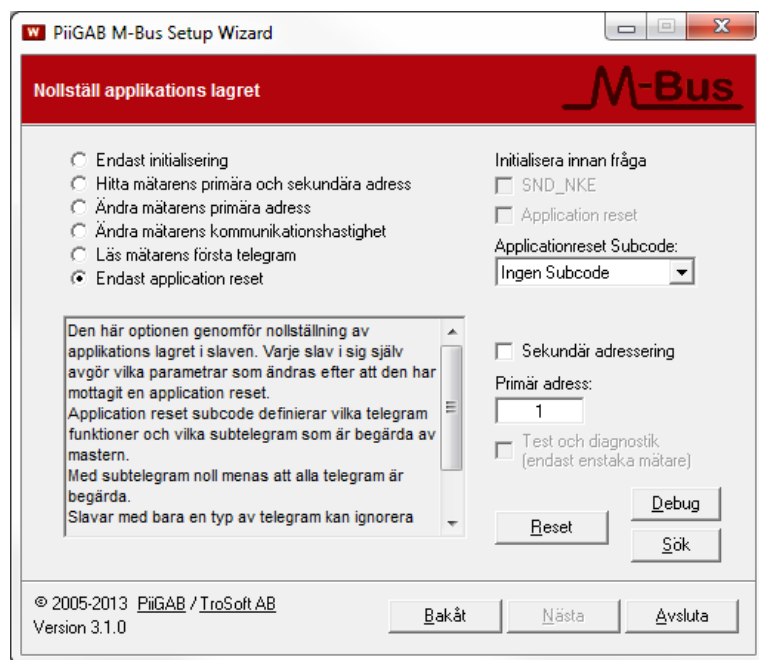 W PiiGAB M-Bus Setup Wizard
Nollställ applikations lagret
M-Bus
Endast initialisering
Hitta mätarens primära och sekundära adress
Ändra mätarens primära adress
Ändra mätarens kommunikationshastighet
Läs mätarens första telegram
Endast application reset
Initialisera innan fråga
SND_NKE
Application reset
Applicationreset Subcode:
Ingen Subcode
Den här optionen genomför nollställning av
applikations lagret i slaven. Varje slav i sig själv
avgör vilka parametrar som ändras efter att den har
mottagit en application reset.
Application reset subcode definierar vilka telegram
funktioner och vilka subtelegram som är begärda av
mastern.
Med subtelegram noll menas att alla telegram är
begärda.
Slavar med bara en typ av telegram kan ignorera
Sekundär adressering
Primär adress:
1
Test och diagnostik
(endast enstaka mätare)
Reset
Debug
Sök
© 2005-2013 PiiGAB / TroSoft AB
Version 3.1.0
Bakåt
Nästa
Avsluta